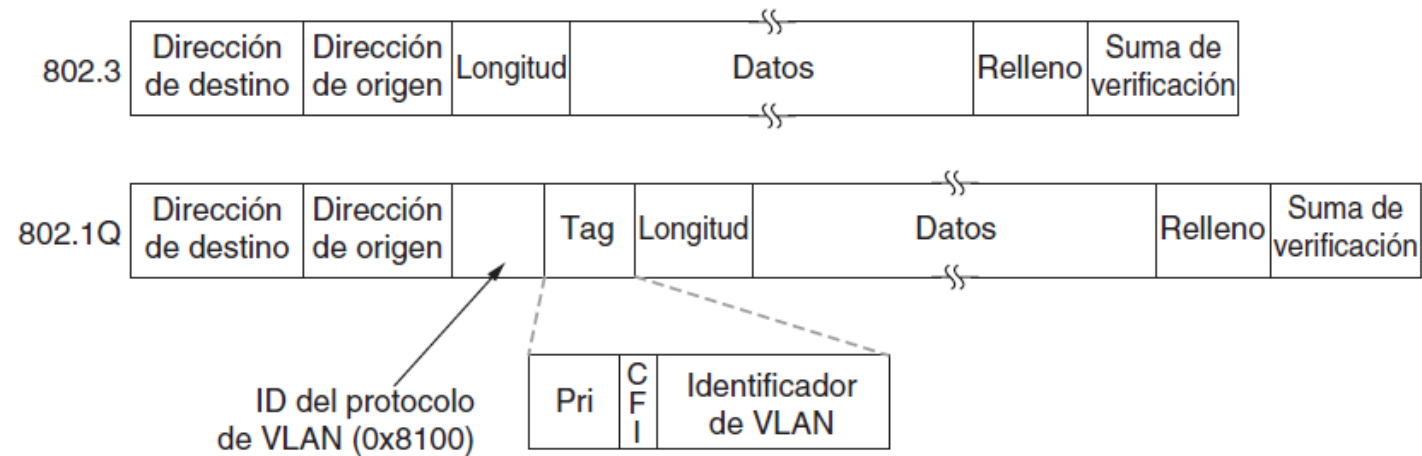 802.3
Dirección
de destino
Dirección
de origen
Longitud
Datos
Relleno
Suma de
verificación
802.1Q
Dirección
de destino
Dirección
de origen
Tag
Longitud
Datos
Relleno
Suma de
verificación
ID del protocolo
de VLAN (0x8100)
Pri
C
F
I
Identificador
de VLAN